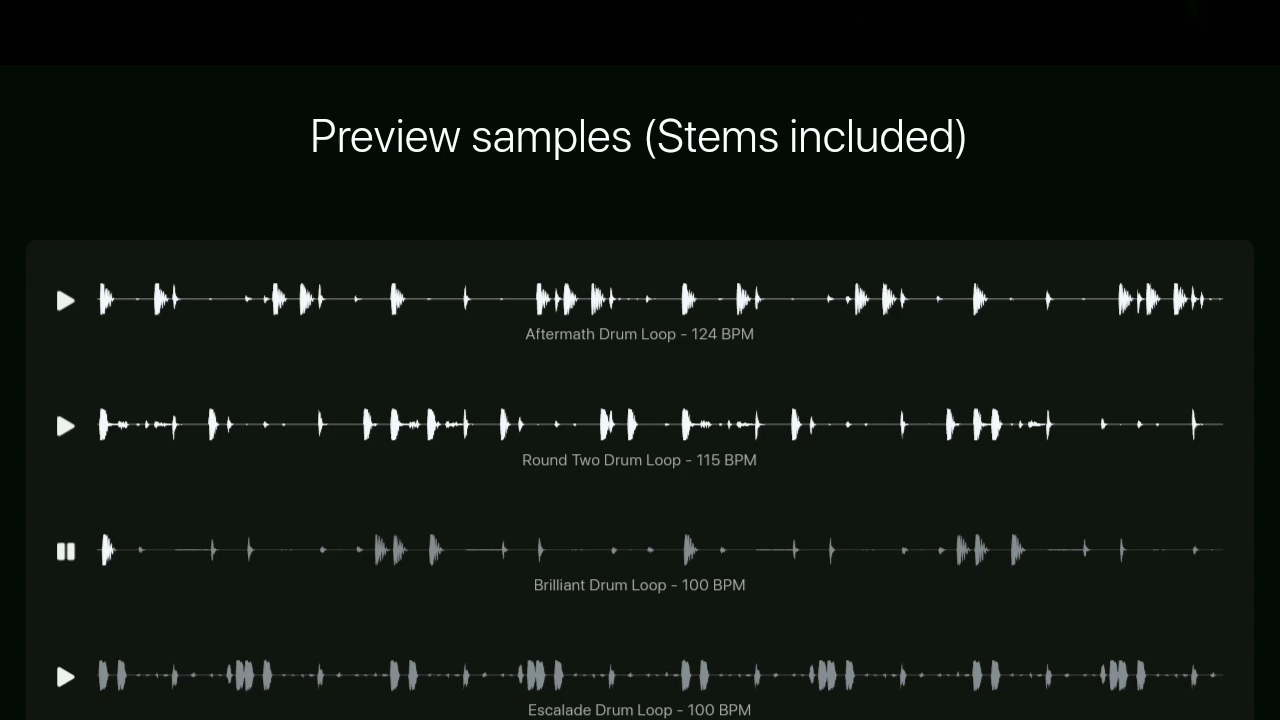 Preview samples (Stems included)
Aftermath Drum Loop - 124 BPM
Round Two Drum Loop - 115 BPM
Brilliant Drum Loop - 100 BPM
Escalade Drum Loop - 100 BPM